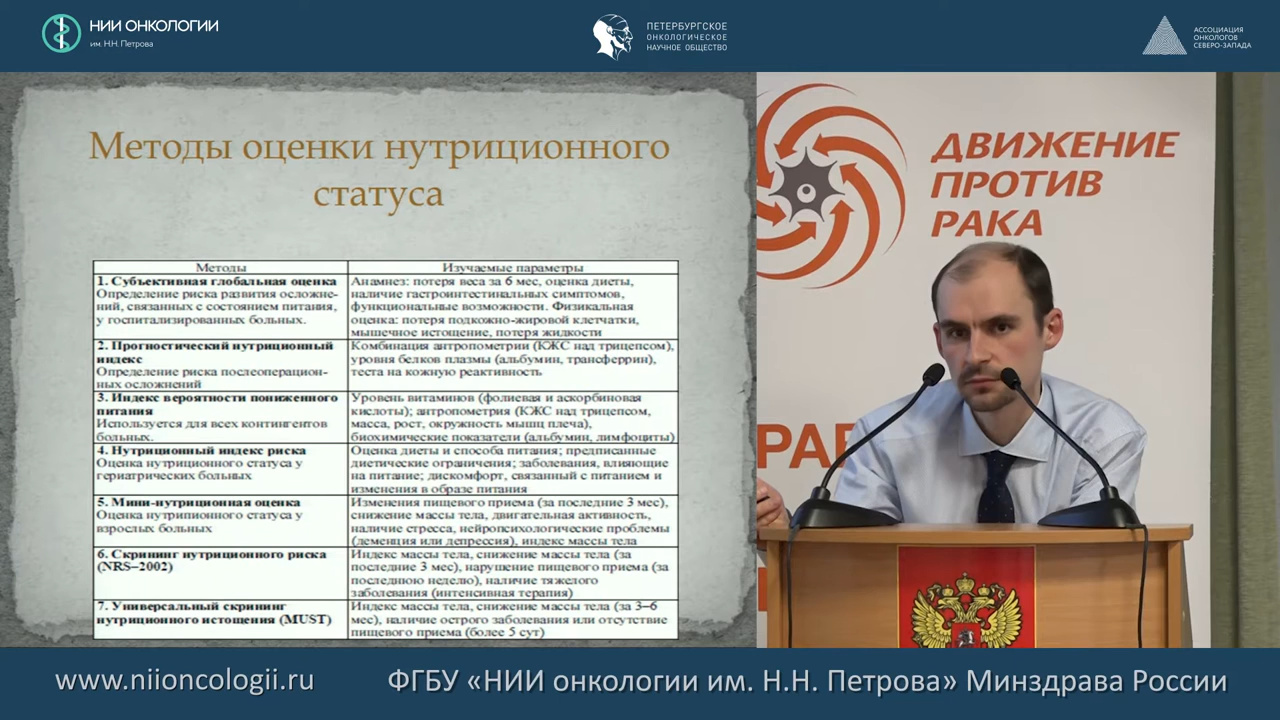 НИИ ОНКОЛОГИИ
им. Н.Н. Петрова
ПЕТЕРБУРГСКОЕ
ОНКОЛОГИЧЕСКОЕ
НАУЧНОЕ ОБЩЕСТВО
АССОЦИАЦИЯ
ОНКОЛОГОВ
СЕВЕРО-ЗАПАДА
Методы оценки нутриционного
статуса
Методы
Изучаемые параметры
1. Субъективная глобальная оценка
Определение риска развития осложне-
ний, связанных с состоянием питания,
у госпитализированных больных.
Анамнез: потеря веса за 6 мес, оценка диеты,
наличие гастроинтестинальных симптомов,
функциональные возможности. Физикальная
оценка: потеря подкожно-жировой клетчатки,
мышечное истощение, потеря жидкости
2. Прогностический нутриционный
индекс
Определение риска послеоперацион-
ных осложнений
Комбинация антропометрии (КЖС над трицепсом),
уровня белков плазмы (альбумин, трансферрин),
теста на кожную реактивность
3. Индекс вероятности пониженного
питания
Используется для всех контингентов
больных.
Уровень витаминов (фолиевая и аскорбиновая
кислоты); антропометрия (КЖС над трицепсом,
масса, рост, окружность мышц плеча),
биохимические показатели (альбумин, лимфоциты)
4. Нутриционный индекс риска
Оценка нутриционного статуса у
гериатрических больных
Оценка диеты и способа питания; предписанные
диетические ограничения; заболевания, влияющие
на питание; дискомфорт, связанный с питанием и
изменения в образе питания
5. Мини-нутриционная оценка
Оценка нутриционного статуса у
взрослых больных
Изменения пищевого приема (за последние 3 мес),
снижение массы тела, двигательная активность,
наличие стресса, нейропсихологические проблемы
(деменция или депрессия), индекс массы тела
6. Скрининг нутриционного риска
(NRS–2002)
Индекс массы тела, снижение массы тела (за
последние 3 мес), нарушение пищевого приема (за
последнюю неделю), наличие тяжелого
заболевания (интенсивная терапия)
7. Универсальный скрининг
нутриционного истощения (MUST)
Индекс массы тела, снижение массы тела (за 3–6
мес), наличие острого заболевания или отсутствие
пищевого приема (более 5 сут)
ДВИЖЕНИЕ
ПРОТИВ
РАКА
www.niioncologii.ru
ФГБУ «НИИ онкологии им. Н.Н. Петрова» Минздрава России